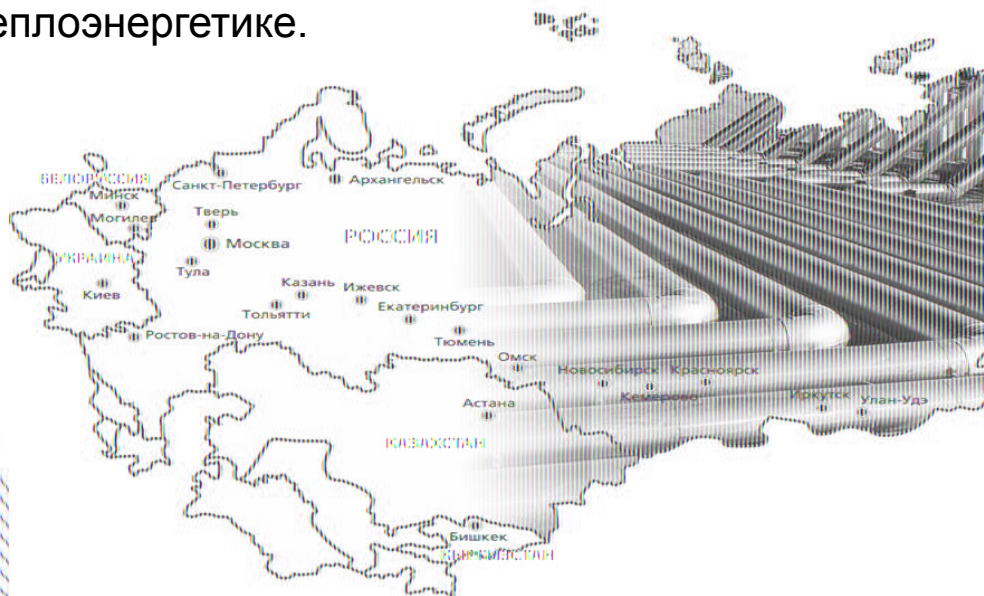 еплоэнергетике.
БЕЛОРУССИЯ
Санкт-Петербург
Архангельск
Минск
Могилев
Тверь
Москва
РОССИЯ
УКРАИНА
Тула
Киев
Казань
Ижевск
Тольятти
Екатеринбург
Ростов-на-Дону
Тюмень
Омск
Новосибирск
Красноярск
Кемерово
Иркутск
Улан-Удэ
Астана
КАЗАХСТАН
Бишкек
КЫРГЫЗСТАН